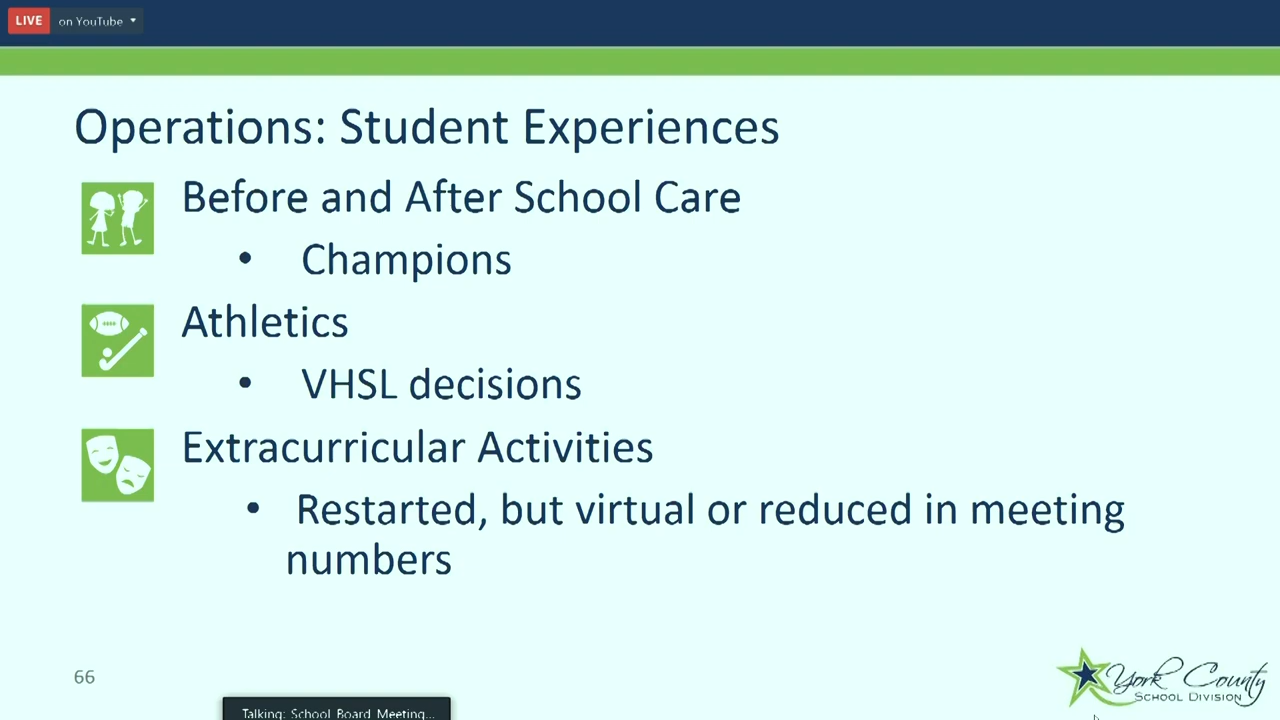 LIVE on YouTube
Operations: Student Experiences
Before and After School Care
• Champions
Athletics
• VHSL decisions
Extracurricular Activities
• Restarted, but virtual or reduced in meeting
numbers
66
York County
SCHOOL DIVISION
Talking: School Board Meeting...